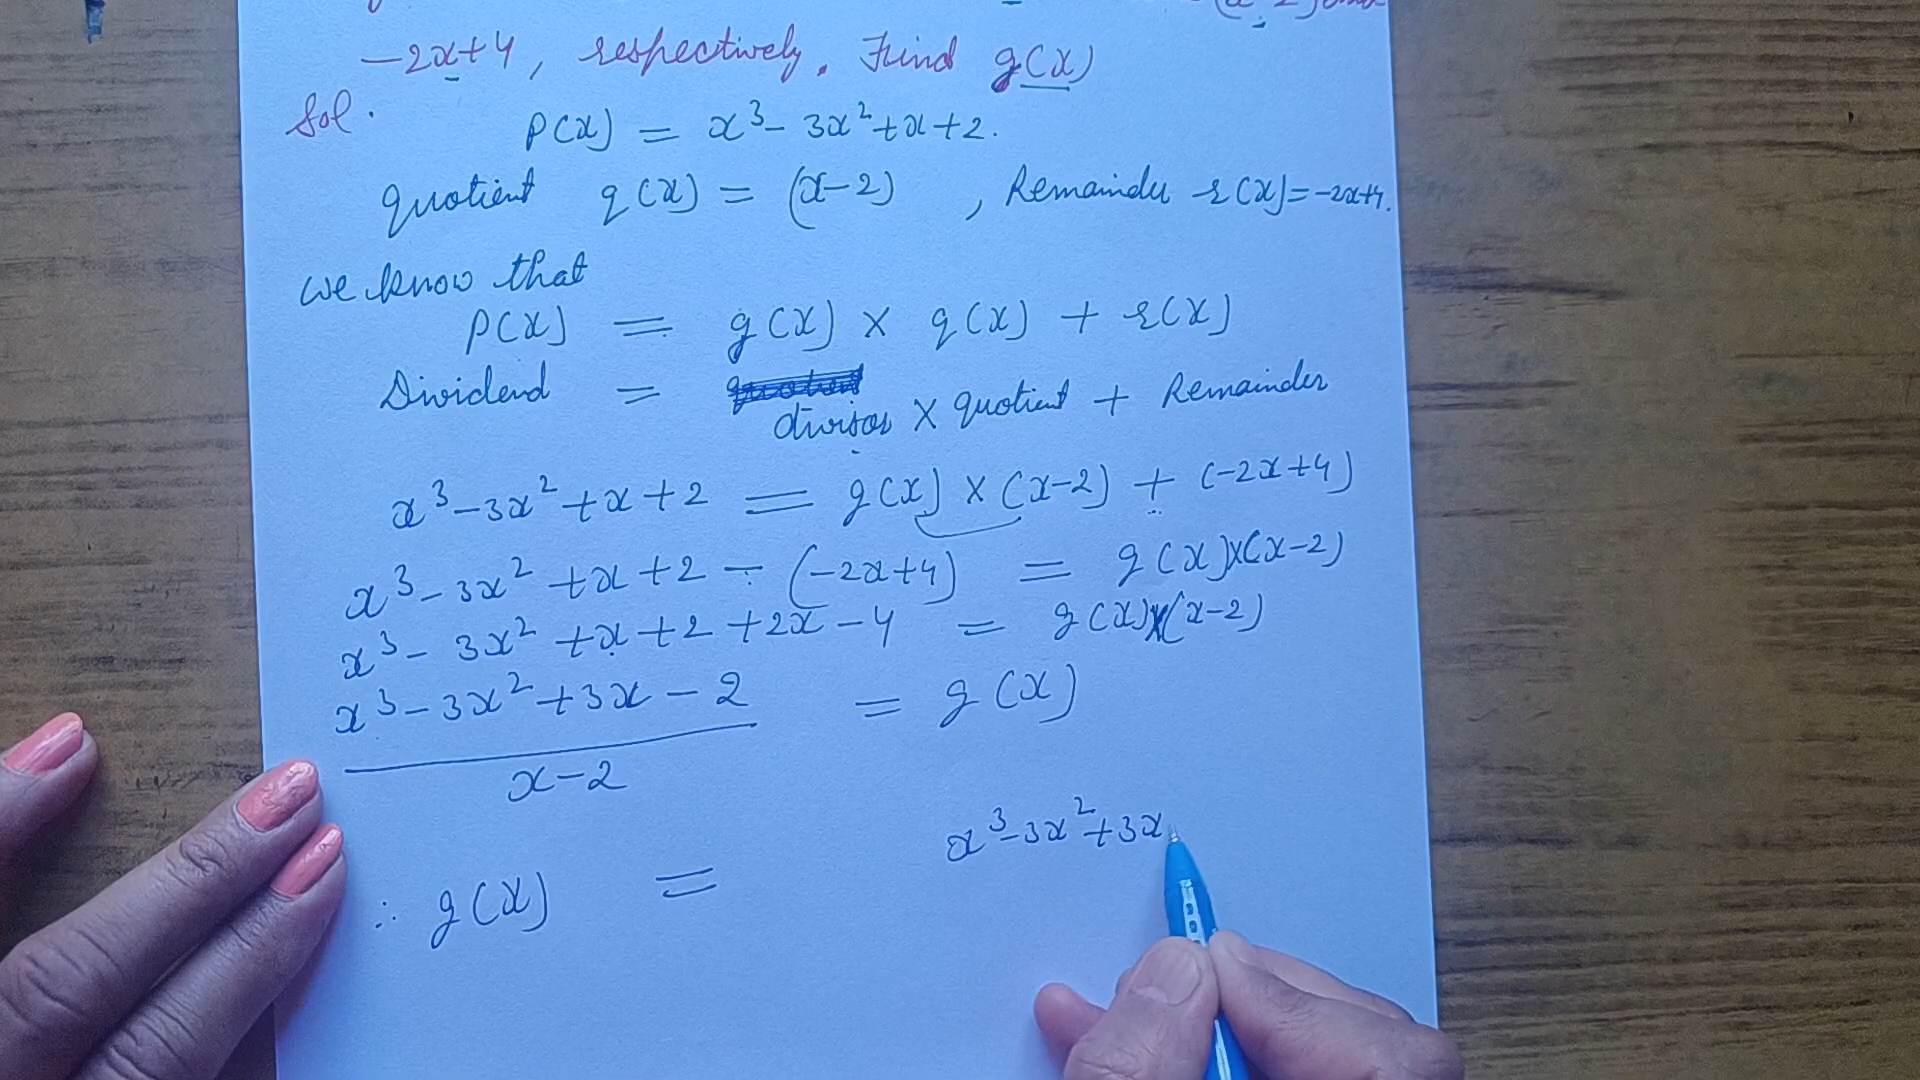 −2x+4, respectively. Find g(x)
Sol.
P(x) = x³ − 3x² + x + 2.
quotient q(x) = (x−2) , Remainder r(x) = −2x+4.
we know that
P(x) = g(x) × q(x) + r(x)
Dividend = divisor × quotient + Remainder
x³ − 3x² + x + 2 = g(x) × (x−2) + (−2x+4)
x³ − 3x² + x + 2 − (−2x+4) = g(x)×(x−2)
x³ − 3x² + x + 2 + 2x − 4 = g(x)×(x−2)
x³ − 3x² + 3x − 2 = g(x)
x−2
x³−3x²+3x
∴ g(x) =